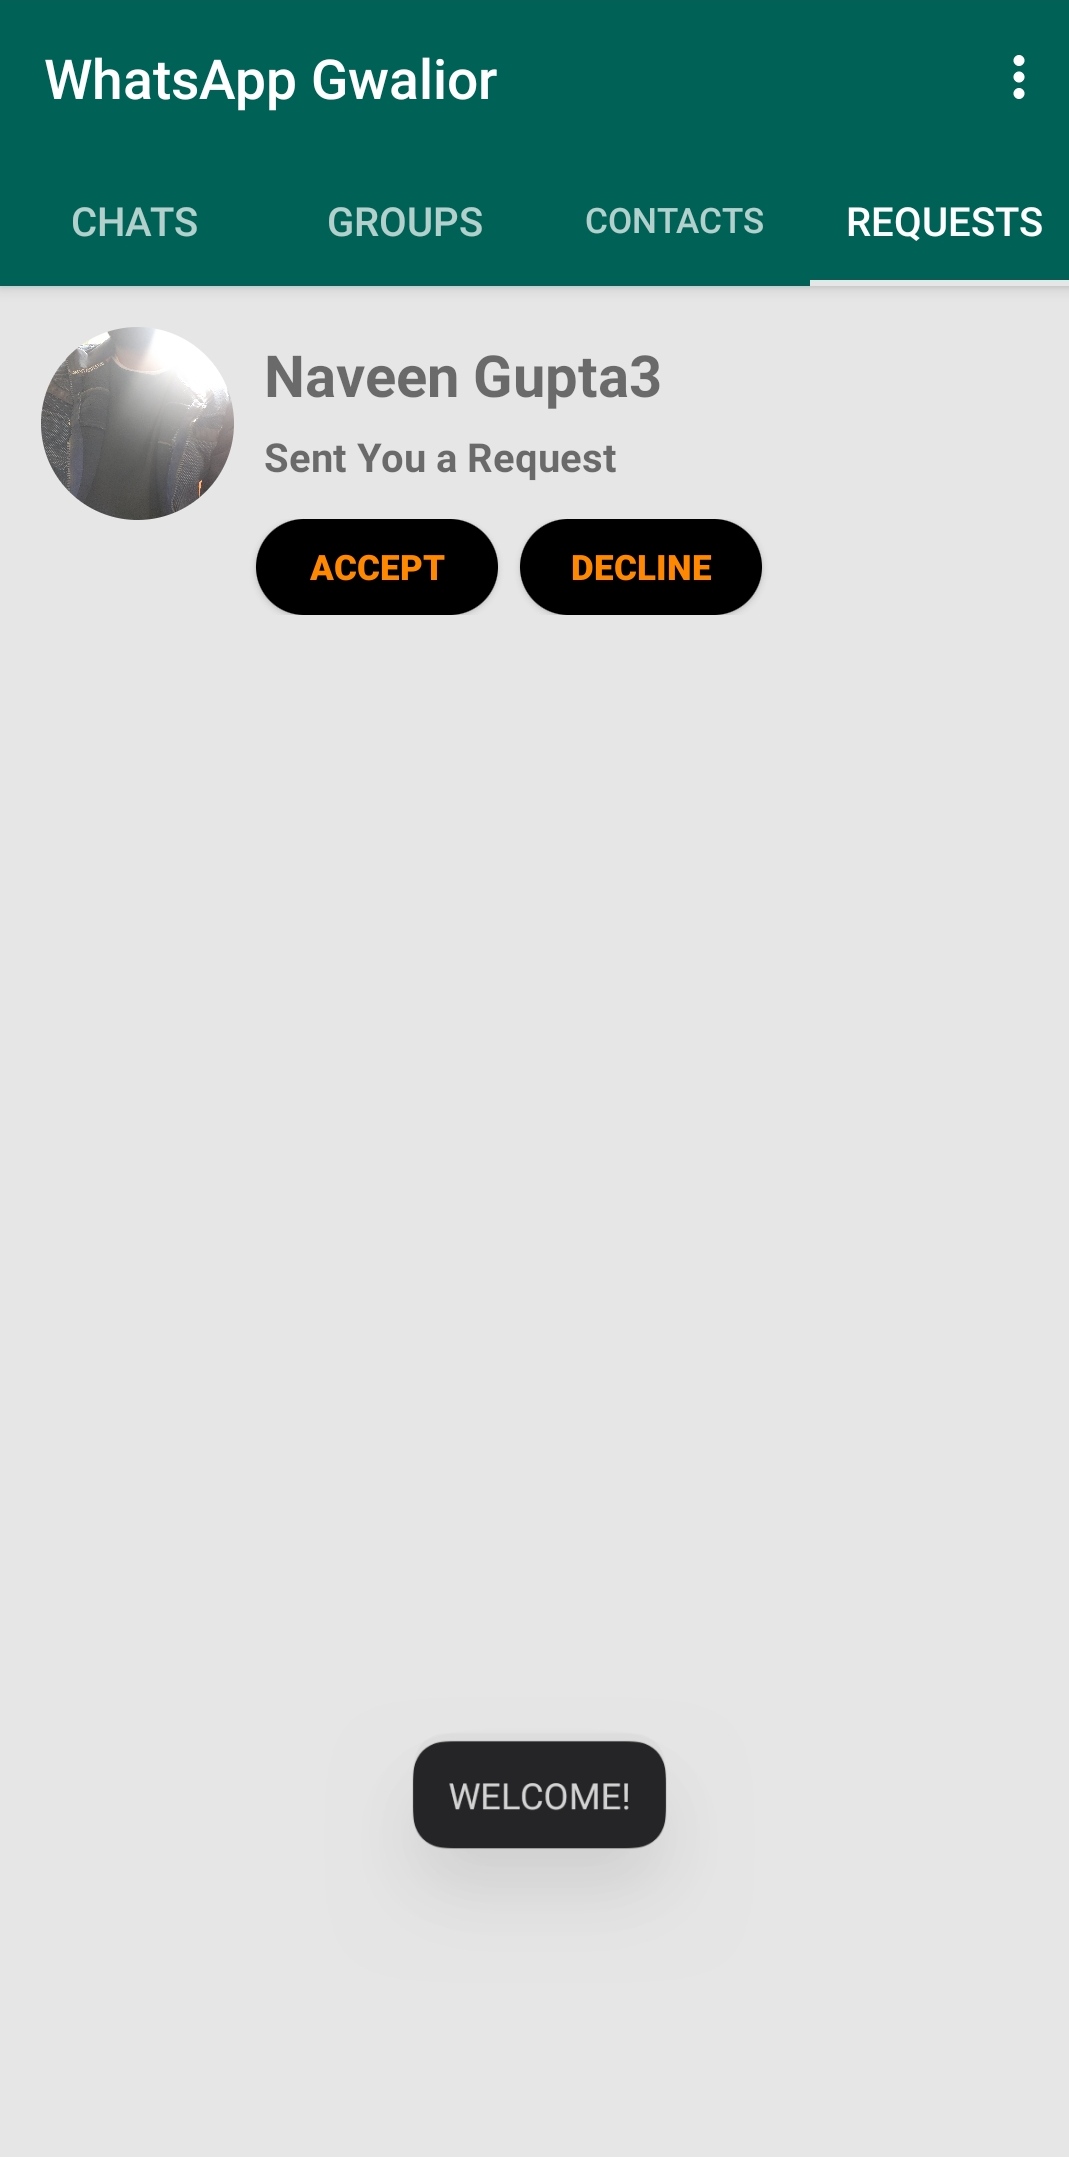 WhatsApp Gwalior
CHATS GROUPS CONTACTS REQUESTS
Naveen Gupta3
Sent You a Request
ACCEPT DECLINE
WELCOME!